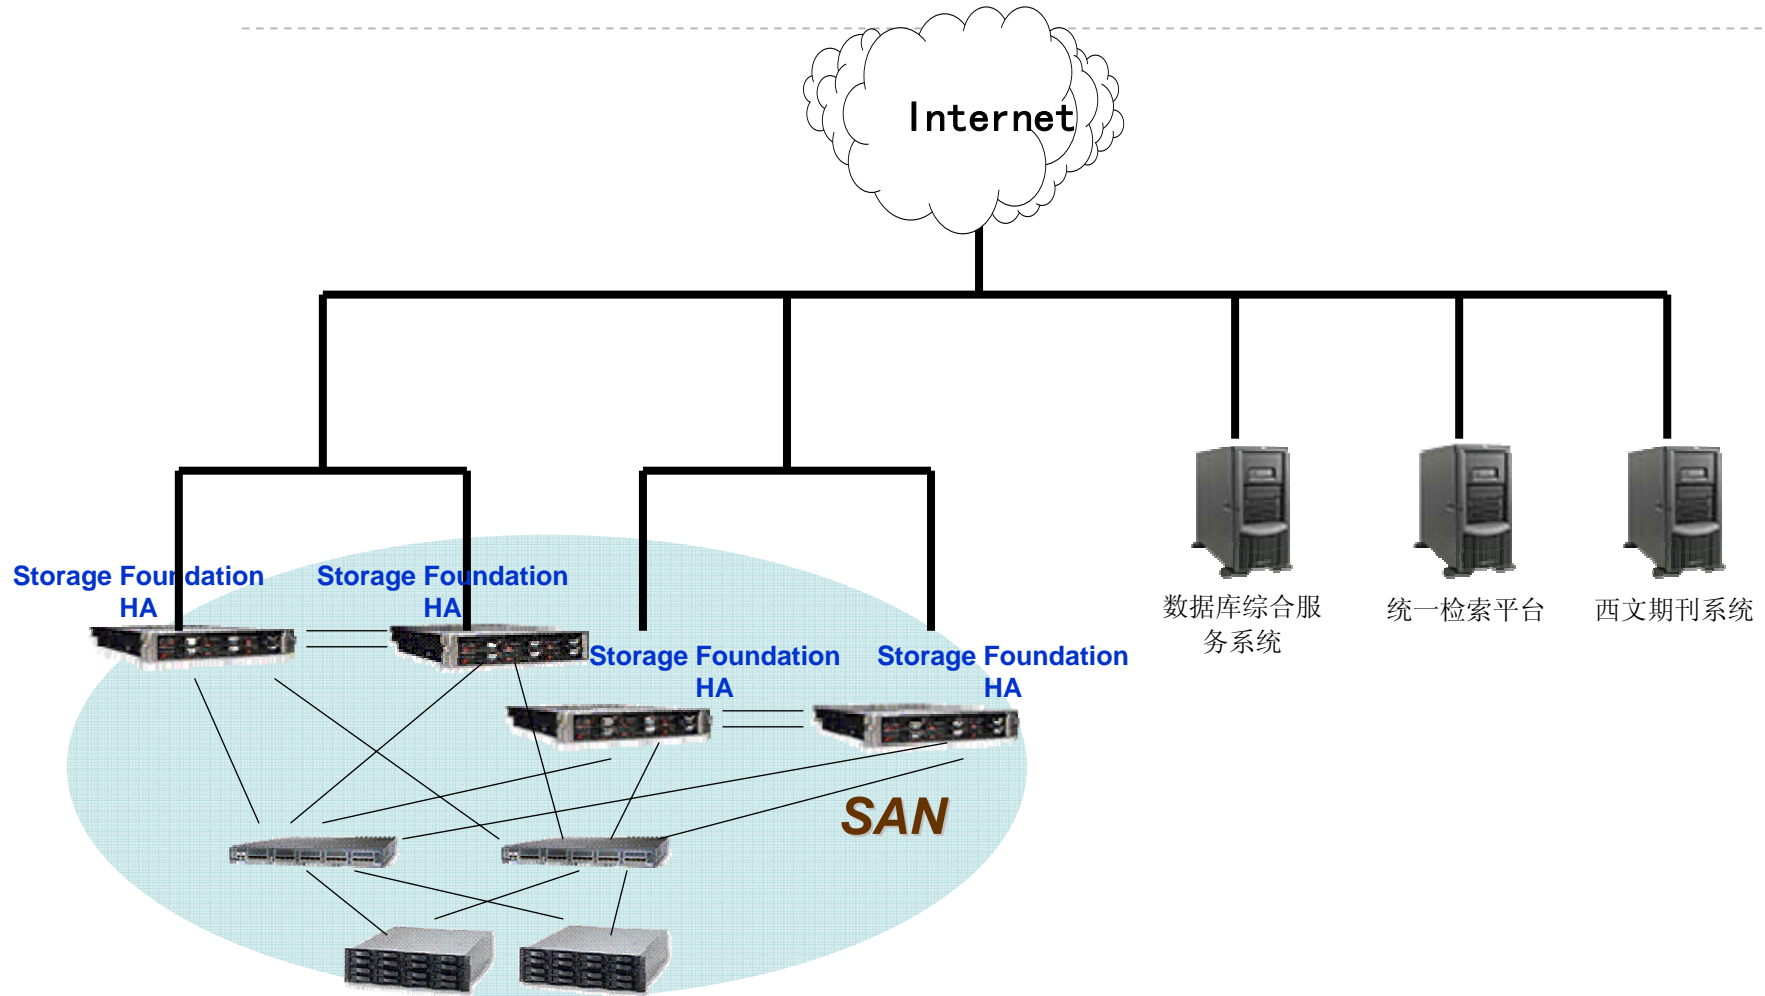 Internet
Storage Foundation
HA
Storage Foundation
HA
Storage Foundation
HA
Storage Foundation
HA
数据库综合服
务系统
统一检索平台
西文期刊系统
SAN